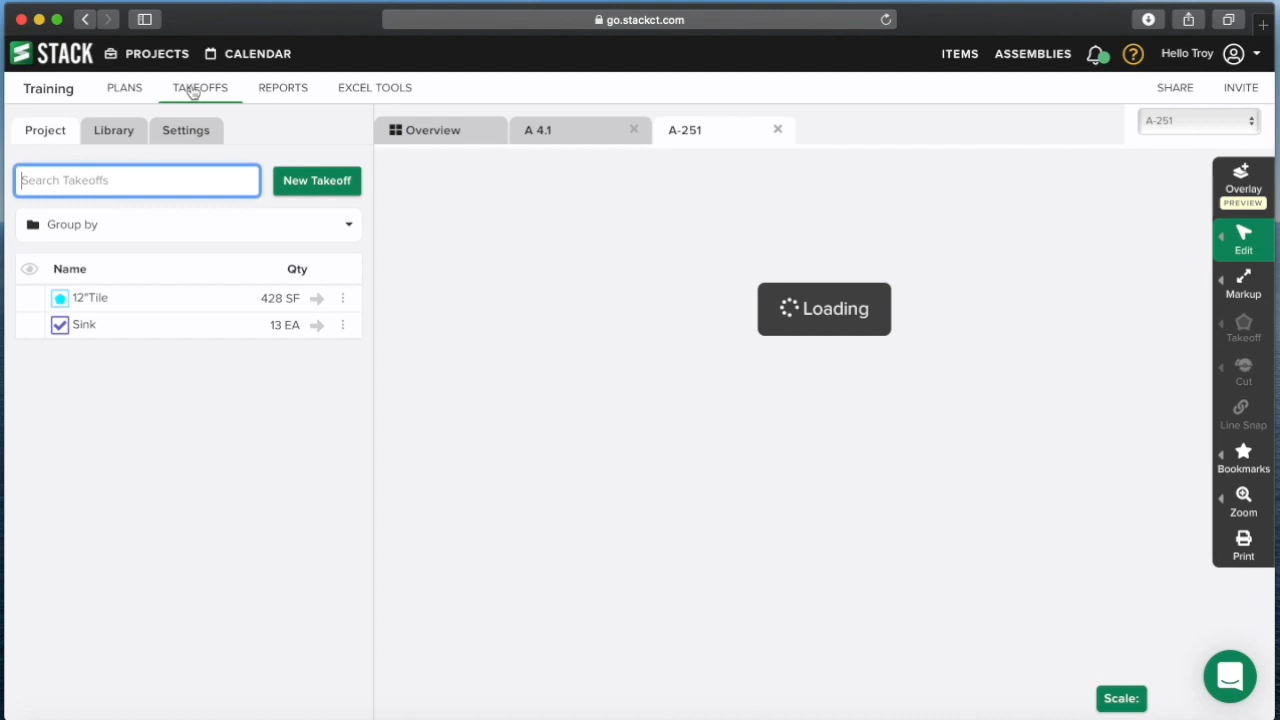 go.stackct.com
STACK PROJECTS CALENDAR ITEMS ASSEMBLIES ? Hello Troy
Training PLANS TAKEOFFS REPORTS EXCEL TOOLS SHARE INVITE
Project Library Settings Overview A 4.1 A-251 A-251
Search Takeoffs New Takeoff
Group by
Name Qty
12"Tile 428 SF
Sink 13 EA
Loading
Overlay
PREVIEW
Edit
Markup
Takeoff
Cut
Line Snap
Bookmarks
Zoom
Print
Scale: